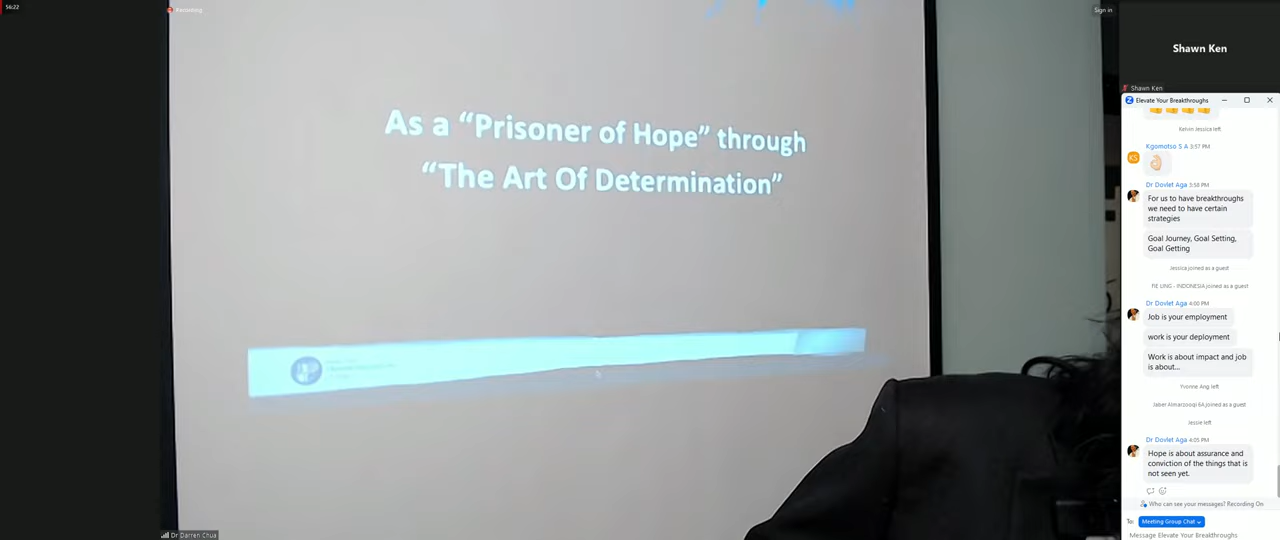 56:22
Recording
Sign in
As a “Prisoner of Hope” through
“The Art Of Determination”
Dr Darren Chua
Shawn Ken
Shawn Ken
Elevate Your Breakthroughs
Kelvin Jessica left
KS
Kgomotso S A 3:57 PM
Dr Dovlet Aga 3:58 PM
For us to have breakthroughs
we need to have certain
strategies
Goal Journey, Goal Setting,
Goal Getting
Jessica joined as a guest
FIE LING - INDONESIA joined as a guest
Dr Dovlet Aga 4:00 PM
Job is your employment
work is your deployment
Work is about impact and job
is about...
Yvonne Ang left
Jaber Almarzooqi 6A joined as a guest
Jessie left
Dr Dovlet Aga 4:05 PM
Hope is about assurance and
conviction of the things that is
not seen yet.
Who can see your messages? Recording On
To: Meeting Group Chat
Message Elevate Your Breakthroughs